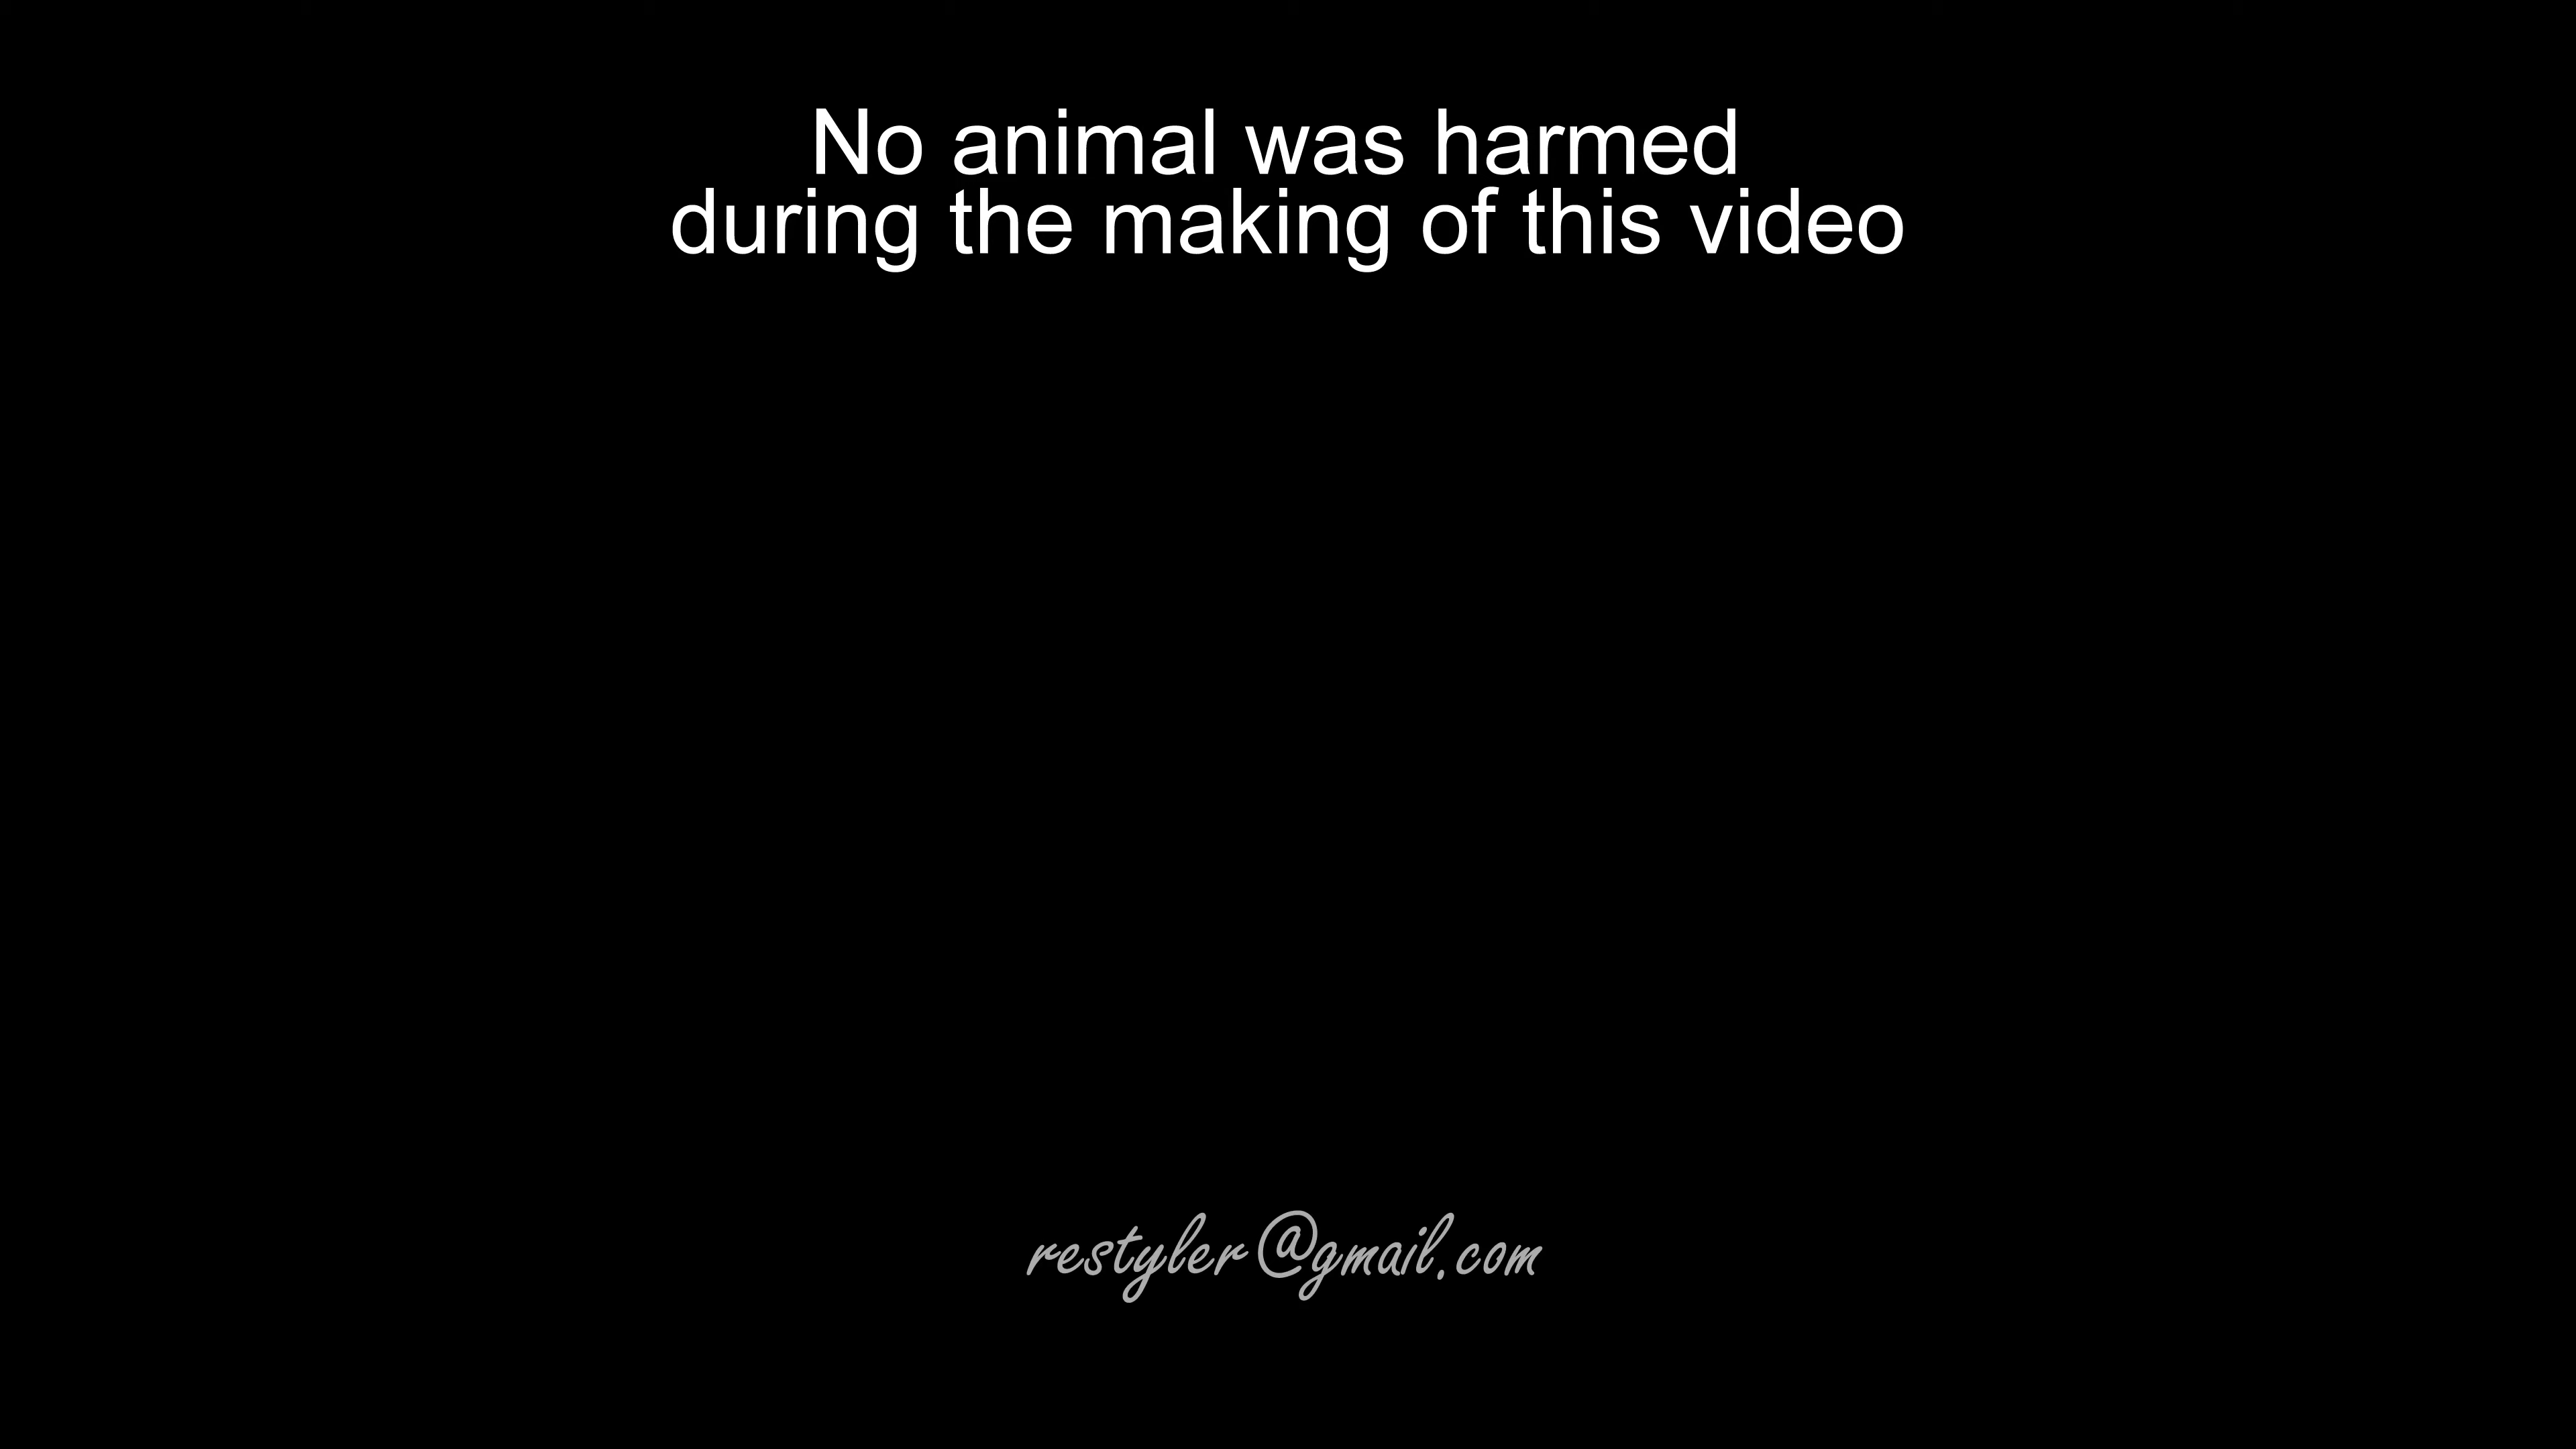 No animal was harmed
during the making of this video
restyler@gmail.com